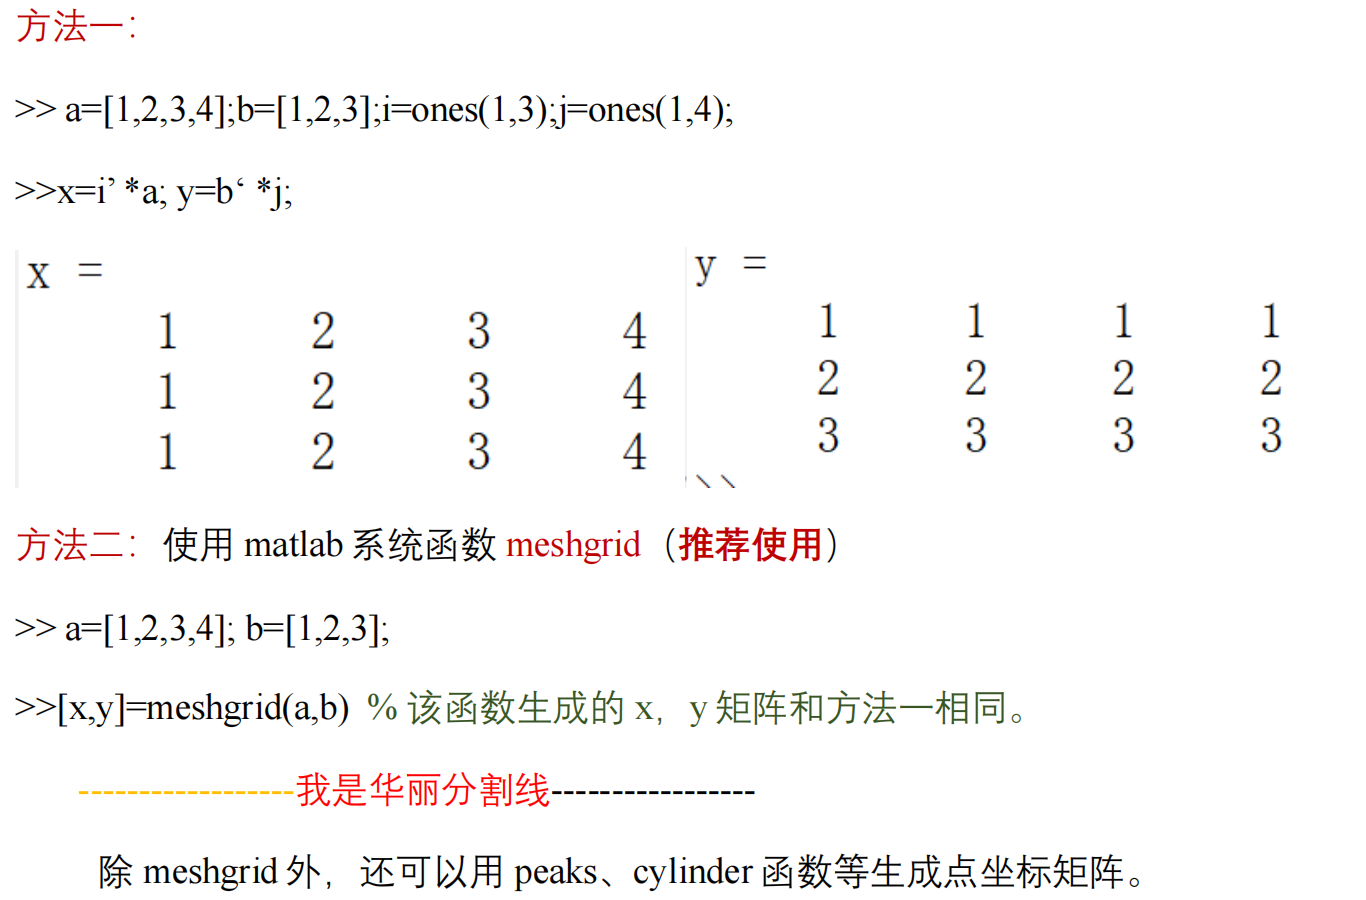 方法一：
>> a=[1,2,3,4];b=[1,2,3];i=ones(1,3);j=ones(1,4);
>>x=i’ *a; y=b‘ *j;
x =
1 2 3 4
1 2 3 4
1 2 3 4
y =
1 1 1 1
2 2 2 2
3 3 3 3
方法二：使用 matlab 系统函数 meshgrid（推荐使用）
>> a=[1,2,3,4]; b=[1,2,3];
>>[x,y]=meshgrid(a,b) % 该函数生成的 x，y 矩阵和方法一相同。
------------------我是华丽分割线-----------------
除 meshgrid 外，还可以用 peaks、cylinder 函数等生成点坐标矩阵。